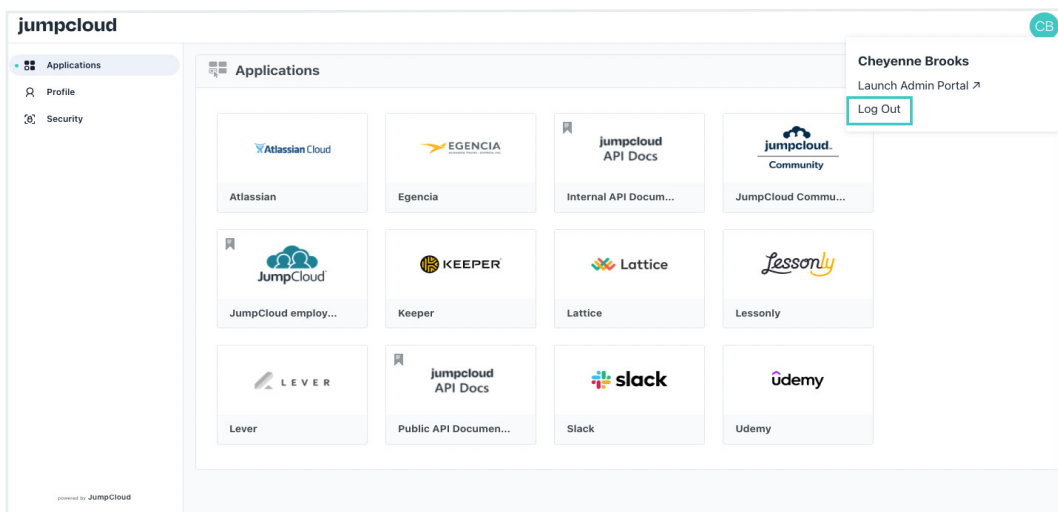 jumpcloud
CB
Cheyenne Brooks
Launch Admin Portal ↗
Log Out
Applications
Profile
Security
Applications
Atlassian Cloud
Atlassian
EGENCIA
Egencia
jumpcloud
API Docs
Internal API Docum...
jumpcloud.
Community
JumpCloud Commu...
JumpCloud
JumpCloud employ...
KEEPER
Keeper
Lattice
Lattice
Lessonly
Lessonly
LEVER
Lever
jumpcloud
API Docs
Public API Documen...
slack
Slack
ûdemy
Udemy
powered by JumpCloud